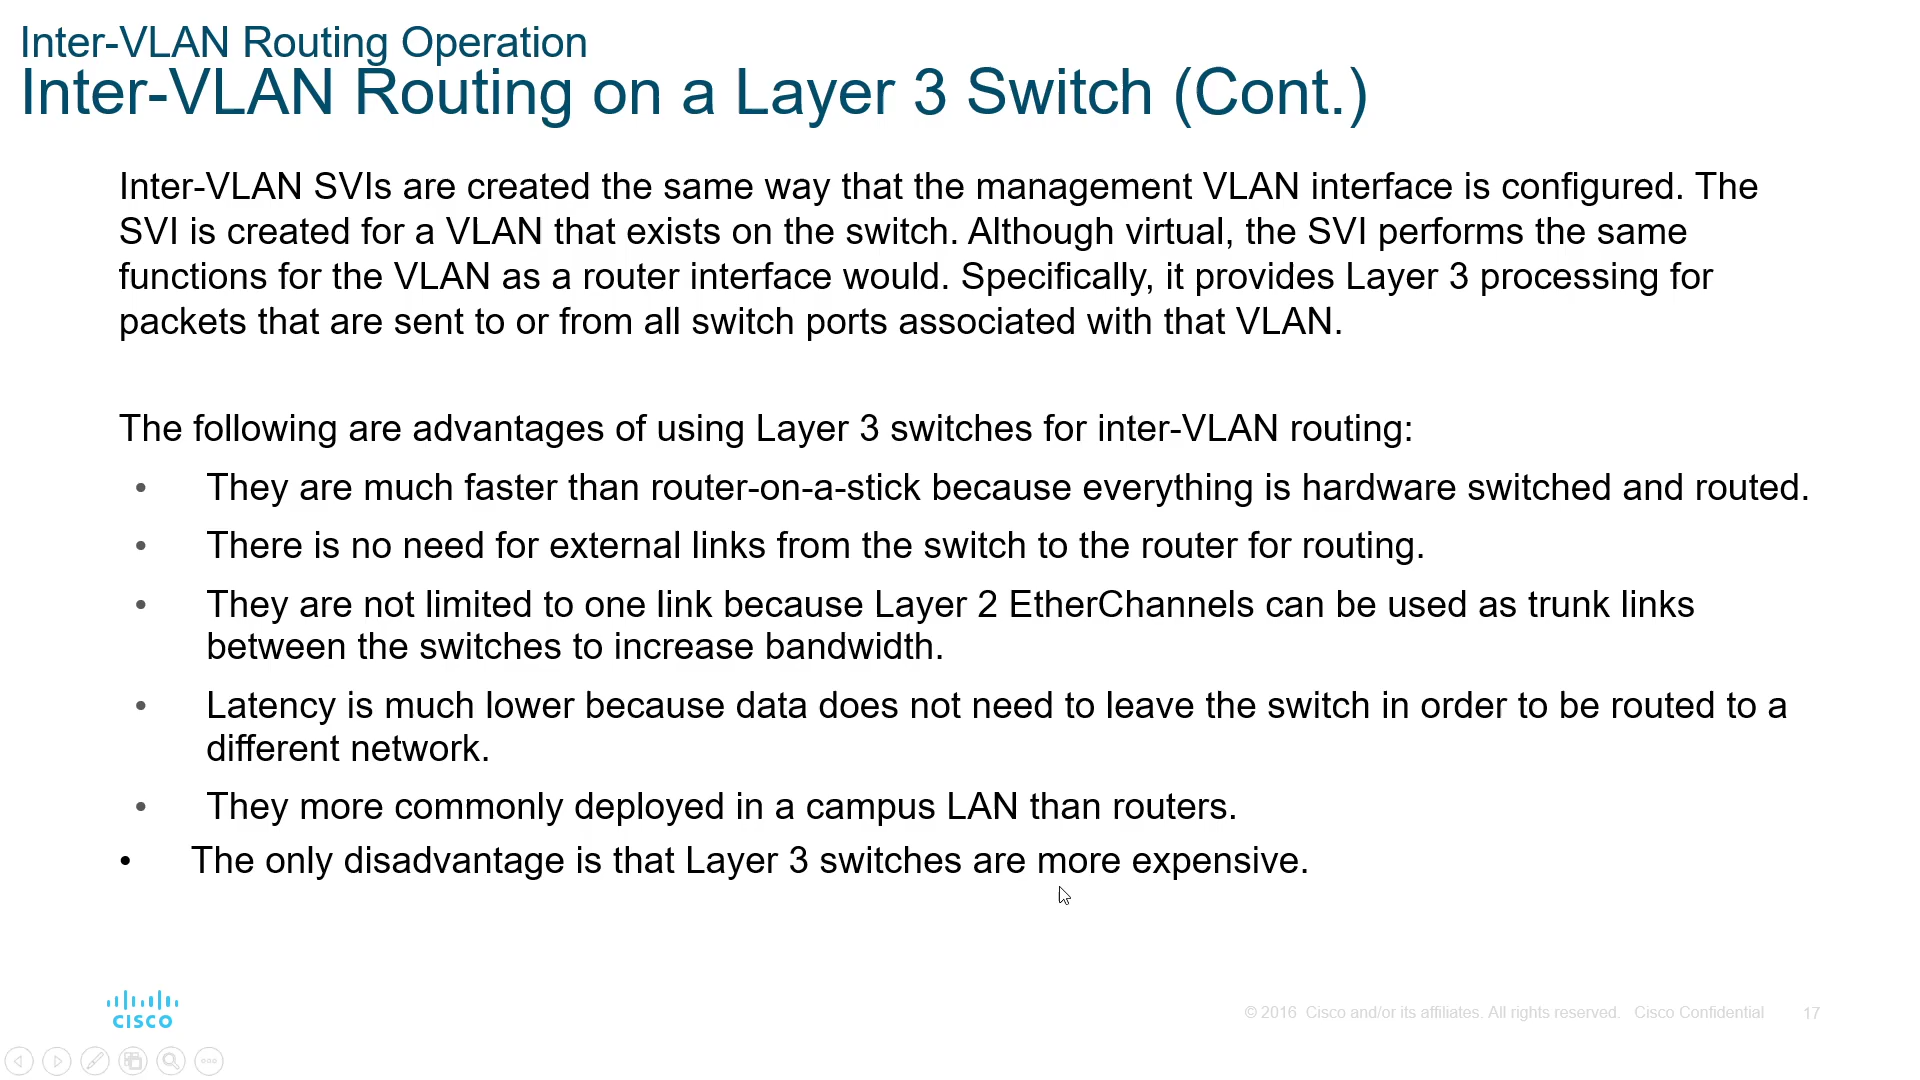 Inter-VLAN Routing Operation
Inter-VLAN Routing on a Layer 3 Switch (Cont.)
Inter-VLAN SVIs are created the same way that the management VLAN interface is configured. The
SVI is created for a VLAN that exists on the switch. Although virtual, the SVI performs the same
functions for the VLAN as a router interface would. Specifically, it provides Layer 3 processing for
packets that are sent to or from all switch ports associated with that VLAN.
The following are advantages of using Layer 3 switches for inter-VLAN routing:
• They are much faster than router-on-a-stick because everything is hardware switched and routed.
• There is no need for external links from the switch to the router for routing.
• They are not limited to one link because Layer 2 EtherChannels can be used as trunk links
between the switches to increase bandwidth.
• Latency is much lower because data does not need to leave the switch in order to be routed to a
different network.
• They more commonly deployed in a campus LAN than routers.
• The only disadvantage is that Layer 3 switches are more expensive.
CISCO
© 2016 Cisco and/or its affiliates. All rights reserved. Cisco Confidential 17